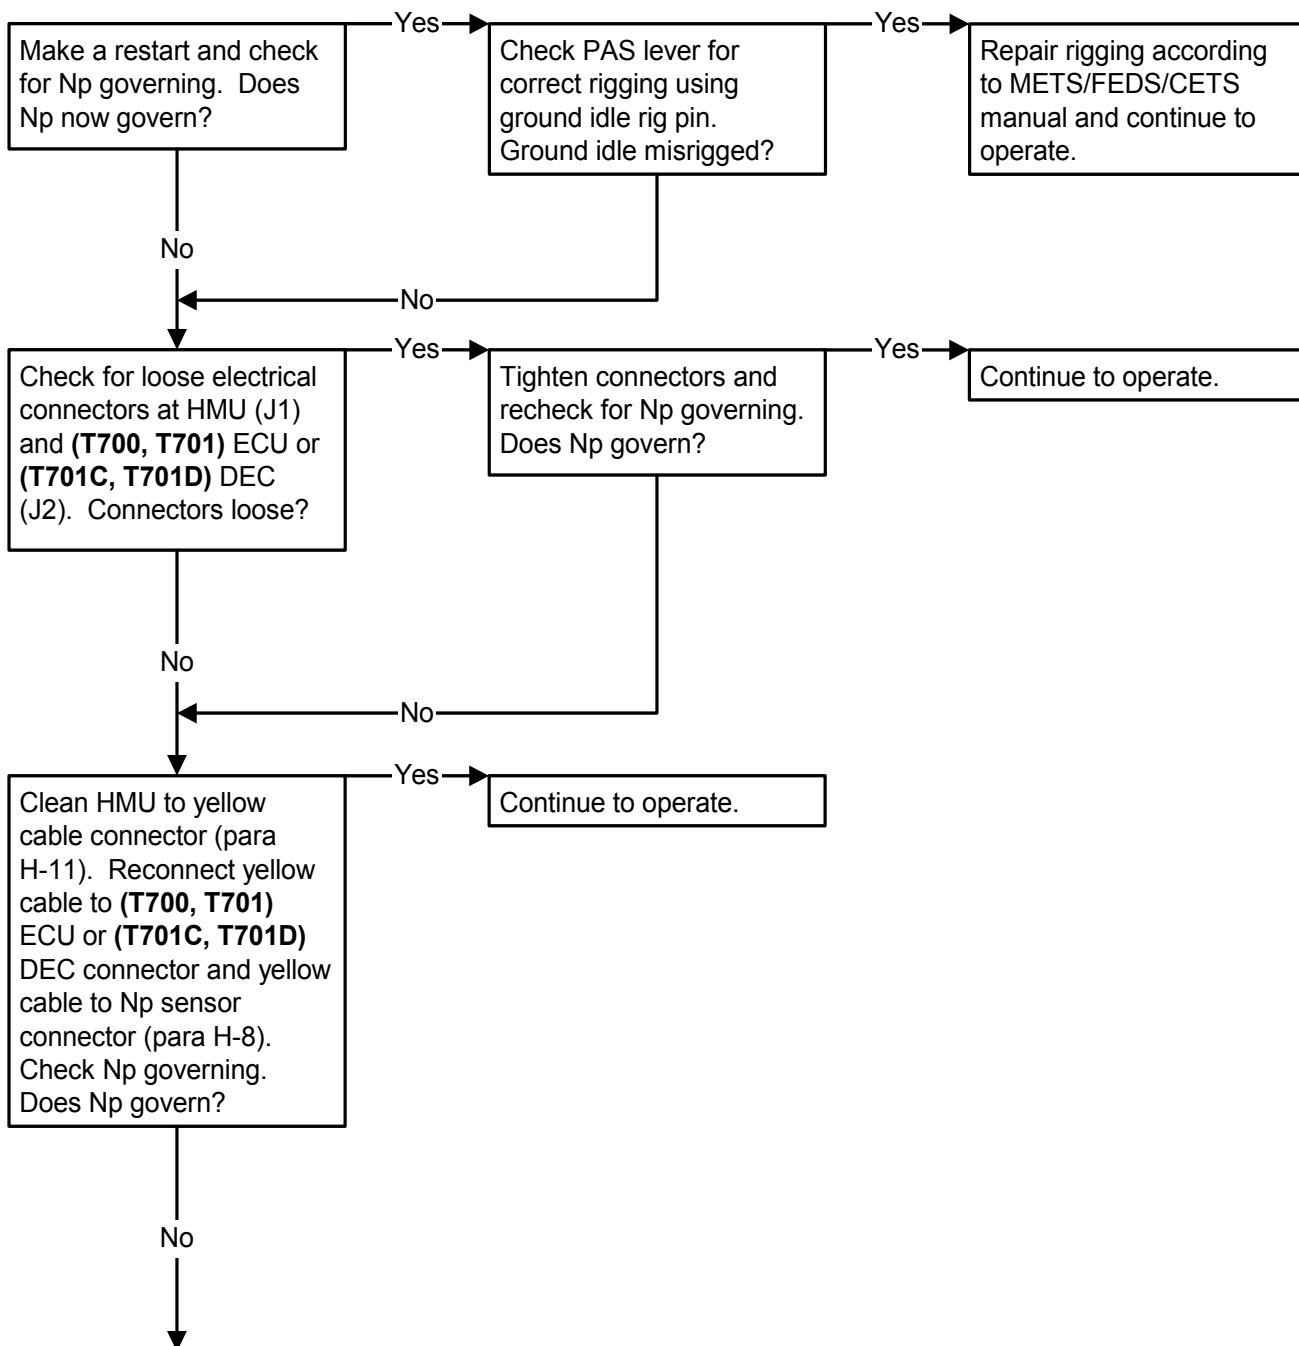 Yes
Yes
Make a restart and check
for Np governing.  Does
Np now govern?
Check PAS lever for
correct rigging using
ground idle rig pin.
Ground idle misrigged?
Repair rigging according
to METS/FEDS/CETS
manual and continue to
operate.
No
No
Yes
Yes
Check for loose electrical
connectors at HMU (J1)
and (T700, T701) ECU or
(T701C, T701D) DEC
(J2).  Connectors loose?
Tighten connectors and
recheck for Np governing.
Does Np govern?
Continue to operate.
No
No
Yes
Clean HMU to yellow
cable connector (para
H-11).  Reconnect yellow
cable to (T700, T701)
ECU or (T701C, T701D)
DEC connector and yellow
cable to Np sensor
connector (para H-8).
Check Np governing.
Does Np govern?
Continue to operate.
No